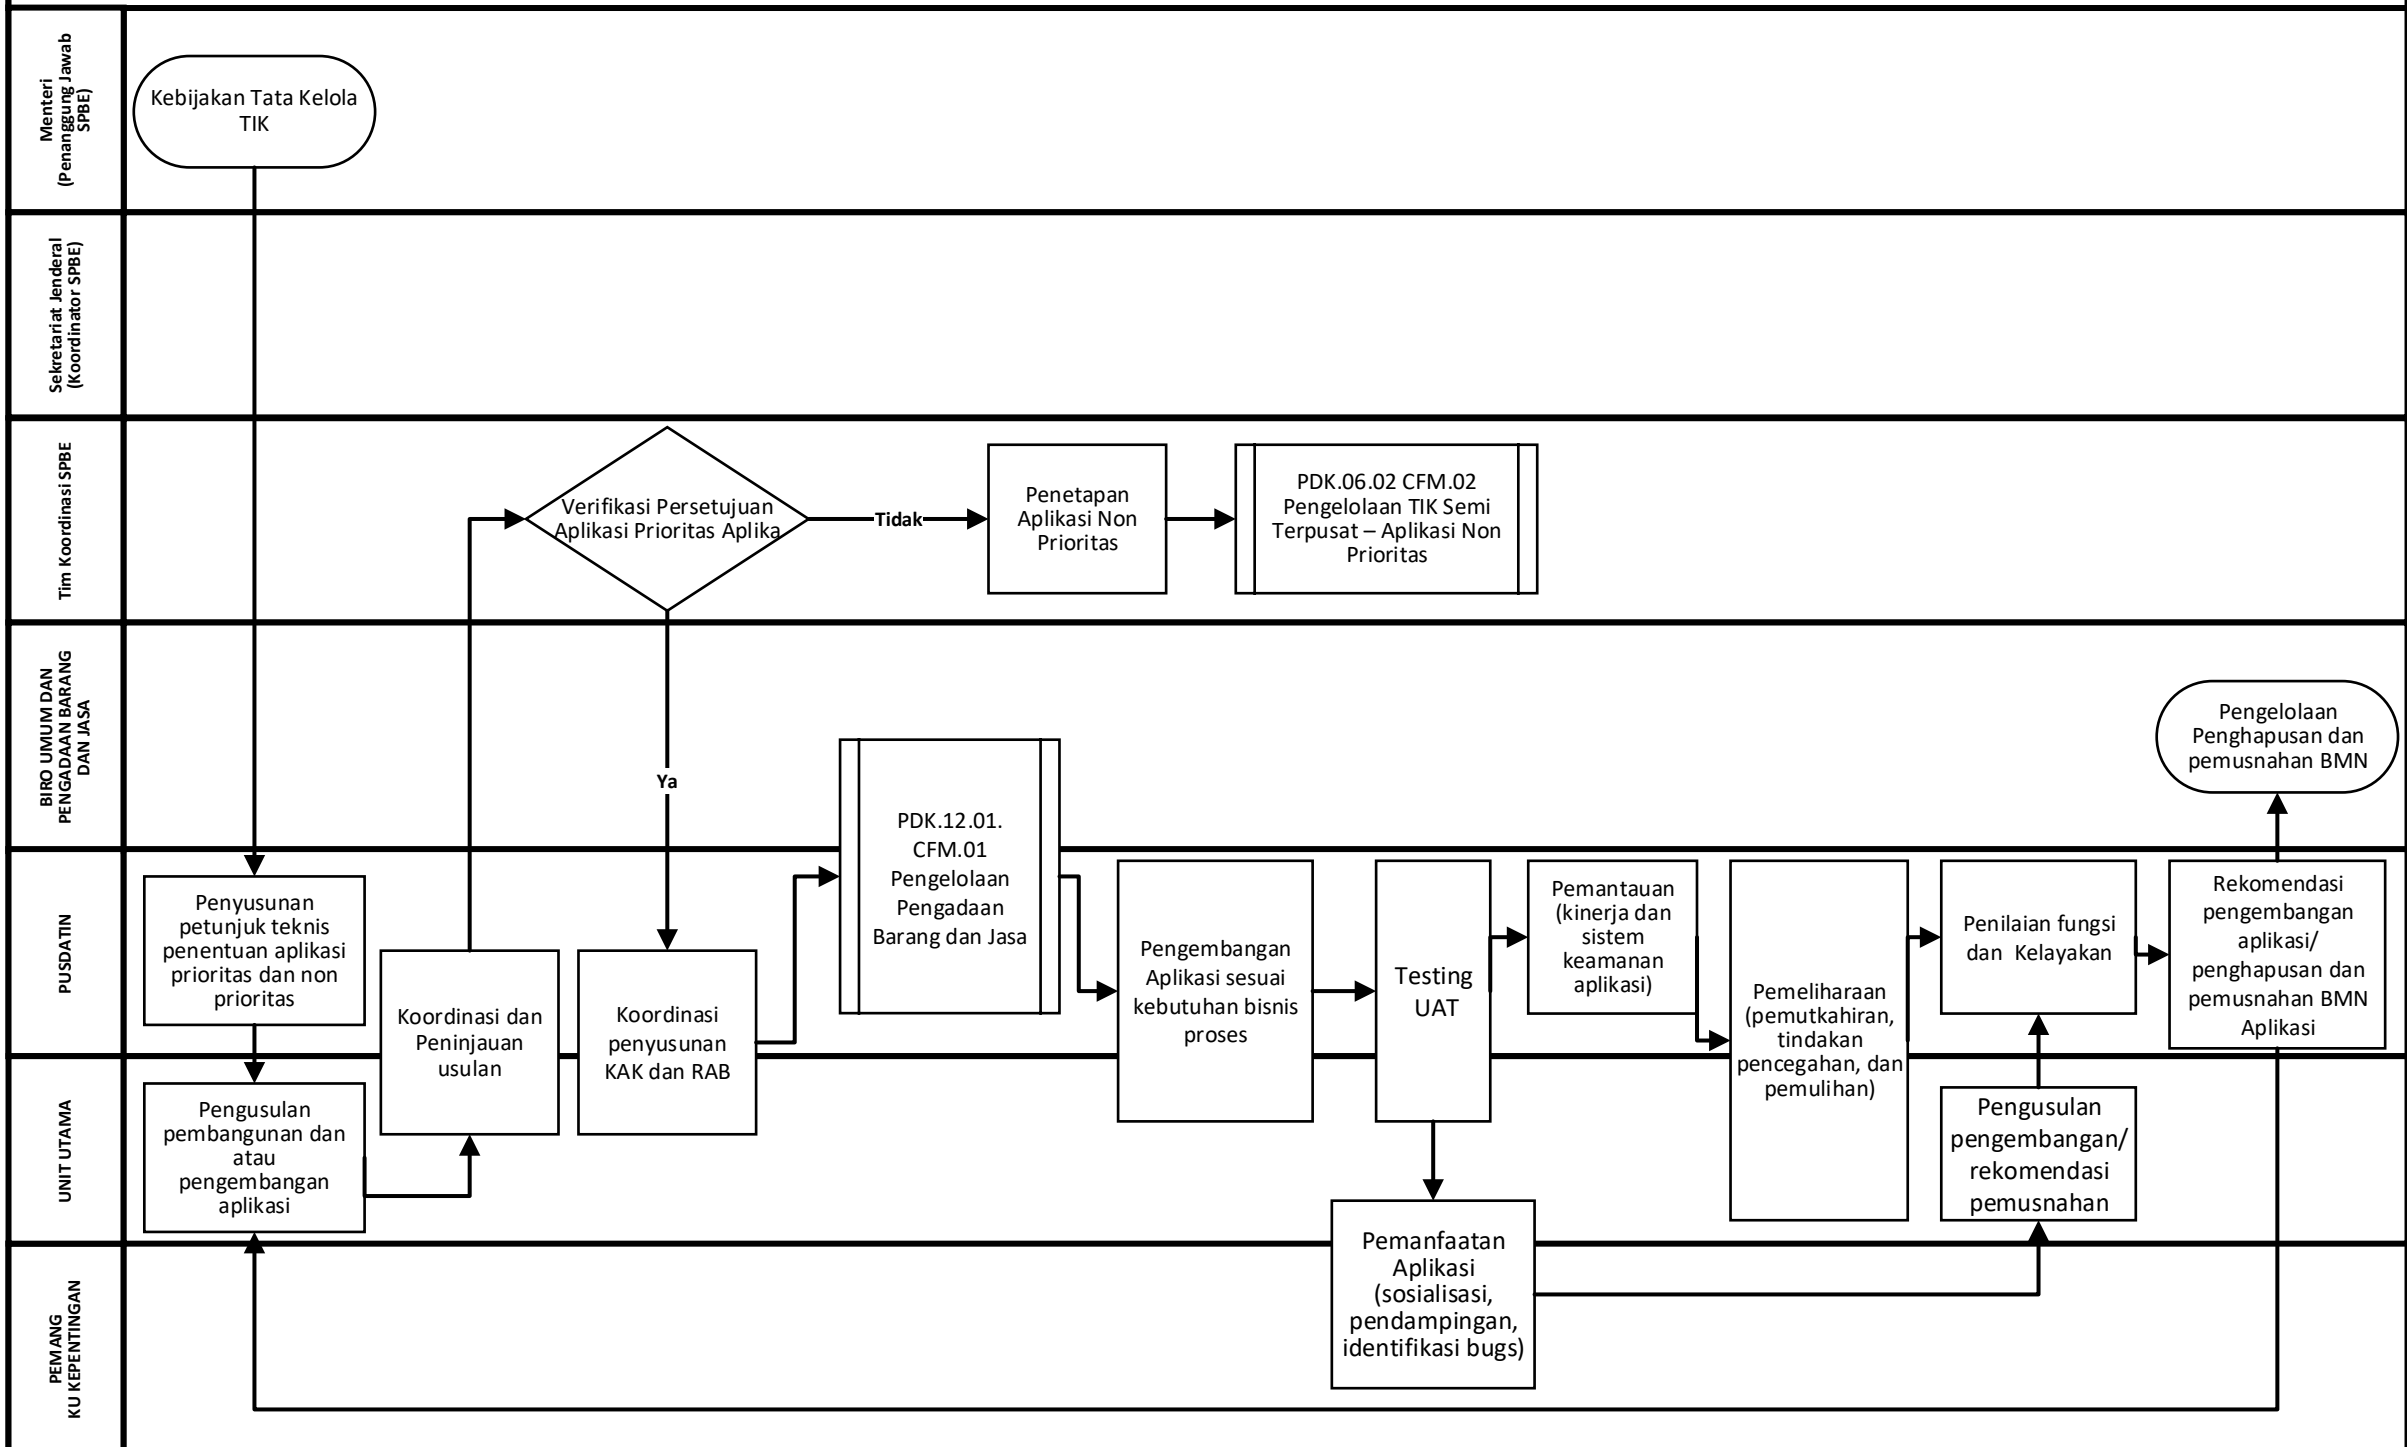 Menteri
(Penanggung Jawab
SPBE)
Kebijakan Tata Kelola
TIK
Sekretariat Jenderal
(Koordinator SPBE)
Tim Koordinasi SPBE
Verifikasi Persetujuan
Aplikasi Prioritas Aplika
Tidak
Penetapan
Aplikasi Non
Prioritas
PDK.06.02 CFM.02
Pengelolaan TIK Semi
Terpusat – Aplikasi Non
Prioritas
BIRO UMUM DAN
PENGADAAN BARANG
DAN JASA
Ya
PDK.12.01.
CFM.01
Pengelolaan
Pengadaan
Barang dan Jasa
Pengelolaan
Penghapusan dan
pemusnahan BMN
PUSDATIN
Penyusunan
petunjuk teknis
penentuan aplikasi
prioritas dan non
prioritas
Koordinasi dan
Peninjauan
usulan
Koordinasi
penyusunan
KAK dan RAB
Pengembangan
Aplikasi sesuai
kebutuhan bisnis
proses
Testing
UAT
Pemantauan
(kinerja dan
sistem
keamanan
aplikasi)
Pemeliharaan
(pemutkahiran,
tindakan
pencegahan, dan
pemulihan)
Penilaian fungsi
dan Kelayakan
Rekomendasi
pengembangan
aplikasi/
penghapusan dan
pemusnahan BMN
Aplikasi
UNIT UTAMA
Pengusulan
pembangunan dan
atau
pengembangan
aplikasi
Pengusulan
pengembangan/
rekomendasi
pemusnahan
PEMANG
KU KEPENTINGAN
Pemanfaatan
Aplikasi
(sosialisasi,
pendampingan,
identifikasi bugs)